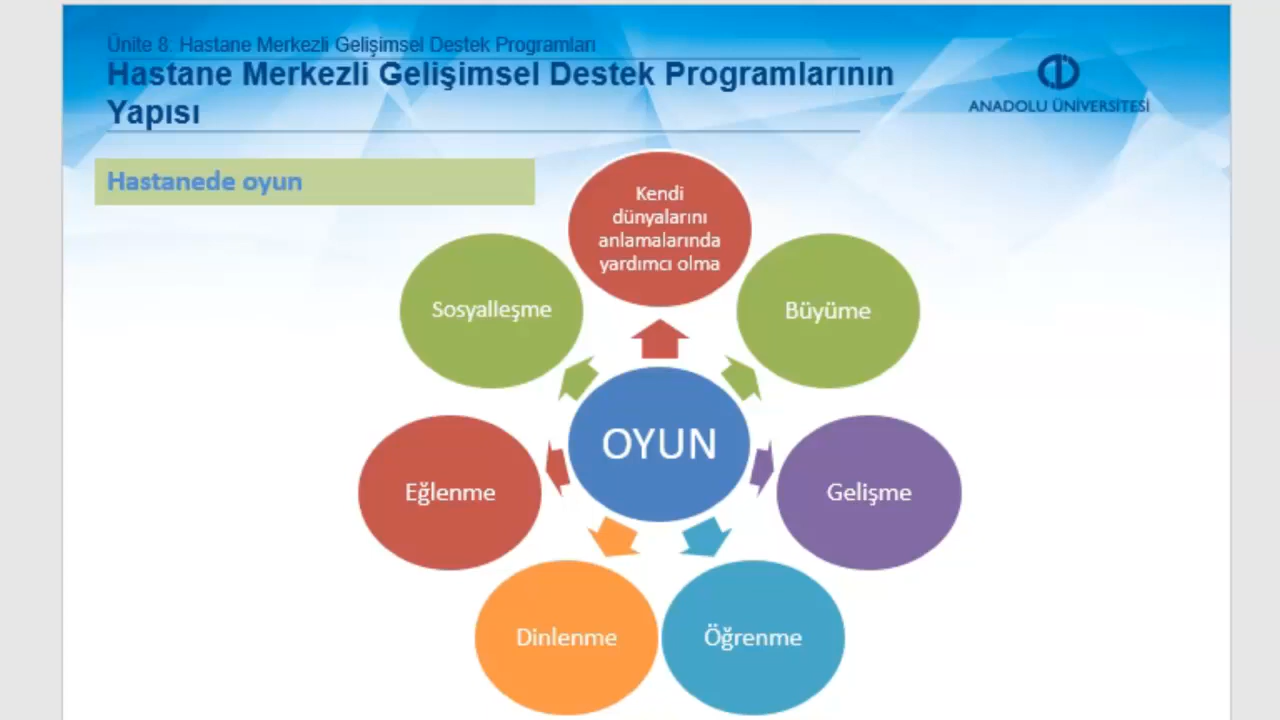 Ünite 8: Hastane Merkezli Gelişimsel Destek Programları
Hastane Merkezli Gelişimsel Destek Programlarının
Yapısı
ANADOLU ÜNİVERSİTESİ
Hastanede oyun
Kendi
dünyalarını
anlamalarında
yardımcı olma
Sosyalleşme
Büyüme
OYUN
Eğlenme
Gelişme
Dinlenme
Öğrenme